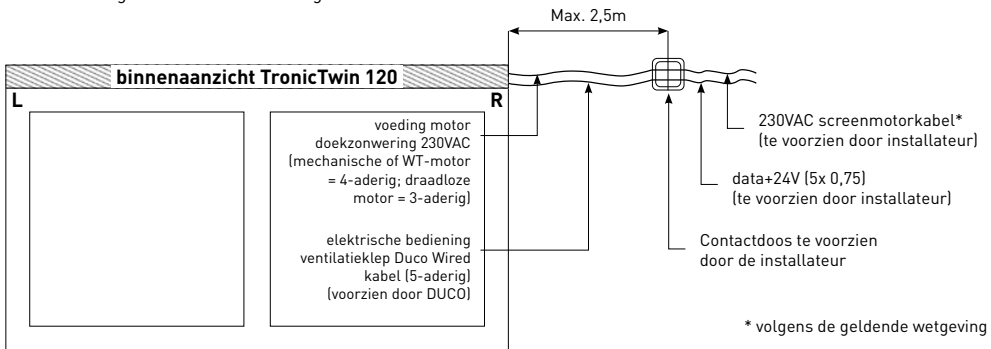 Max. 2,5m
binnenaanzicht TronicTwin 120
L
R
voeding motor
doekzonwering 230VAC
(mechanische of WT-motor
= 4-aderig; draadloze
motor = 3-aderig)
elektrische bediening
ventilatieklep Duco Wired
kabel (5-aderig)
(voorzien door DUCO)
230VAC screenmotorkabel*
(te voorzien door installateur)
data+24V (5x 0,75)
(te voorzien door installateur)
Contactdoos te voorzien
door de installateur
* volgens de geldende wetgeving